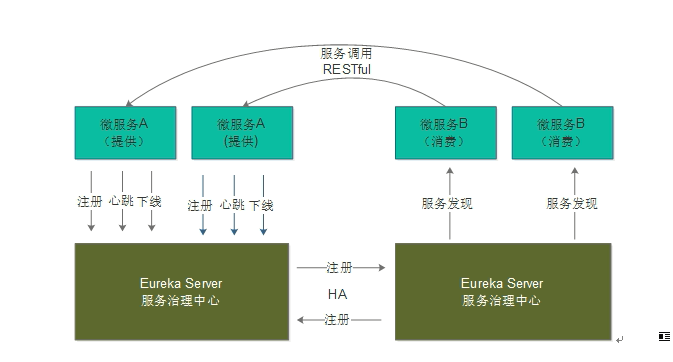 服务调用
RESTful
微服务A
（提供）
微服务A
(提供)
微服务B
（消费）
微服务B
（消费）
注册
心跳
下线
注册
心跳
下线
服务发现
服务发现
Eureka Server
服务治理中心
注册
HA
注册
Eureka Server
服务治理中心